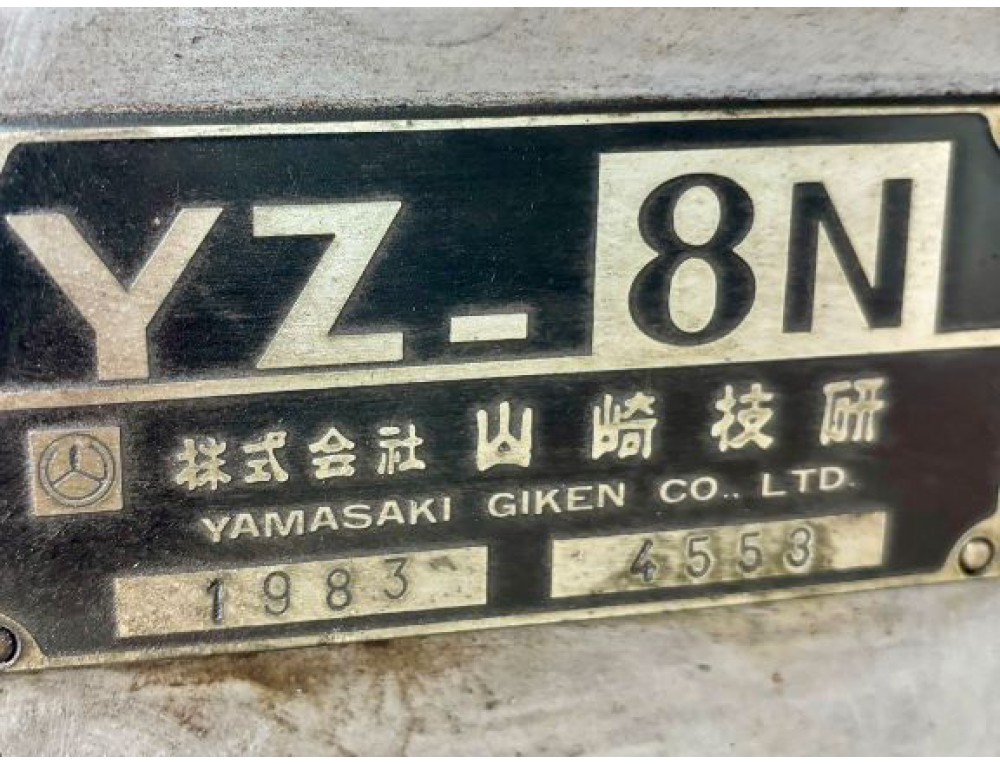 YZ-8N
株式会社 山崎技研
YAMASAKI GIKEN CO., LTD.
1983 4553